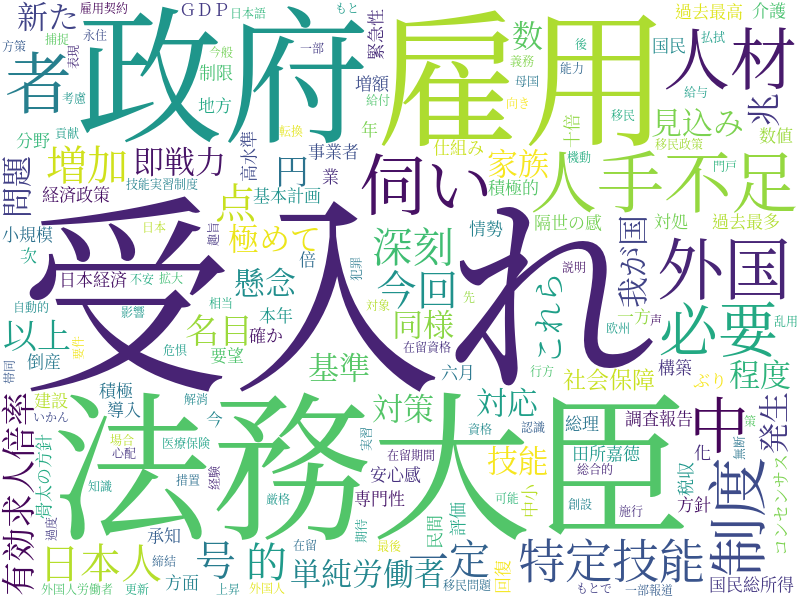 新た
雇用契約
GDP
日本語
もと
方策
捕捉
永住
表現
今般
一部
緊急性
者
政府
雇用
制限
増額
地方
給付
考慮
貢献
転換
数
後
国民
義務
能力
母国
向き
移民
過去最高
介護
払拭
給与
人材
兆
年
十倍
見込み
数値
移民政策
分野
高水準
事業者
業
仕組み
家族
積極的
機動
門戸
人手不足
問題
増加
即戦力
円
伺い
経済政策
技能実習制度
点
基本計画
隔世の感
対処
過去最多
小規模
日本
趣旨
極めて
情勢
我が国
外国
次
日本経済
不安
拡大
倍
犯罪
深刻
懸念
今回
説明
受入れ
自動的
影響
相当
対象
先
これら
一方
声
欧州
乱用
以上
名目
本年
同様
必要
倒産
要件
危惧
要望
確か
基準
在留資格
六月
行方
構築
ぶり
程度
帯司
建設
積極
解消
社会保障
いかん
導入
今
対策
対応
総理
調査報告
化
中
発生
有効求人倍率
骨太の方針
場合
医療保険
実習
資格
認識
技能
田所嘉徳
税収
無断
策
制度
心配
在留期間
安心感
総合的
方針
コンセンサス
過度
知識
措置
経験
厳格
専門性
可能
創設
中小
法務大臣
承知
期待
民間
評価
施行
日本人
締結
号
的
在留
最後
一定
回復
特定技能
方面
単純労働者
外国人労働者
更新
上昇
外国人
移民問題
一部報道
もとで
国民総所得